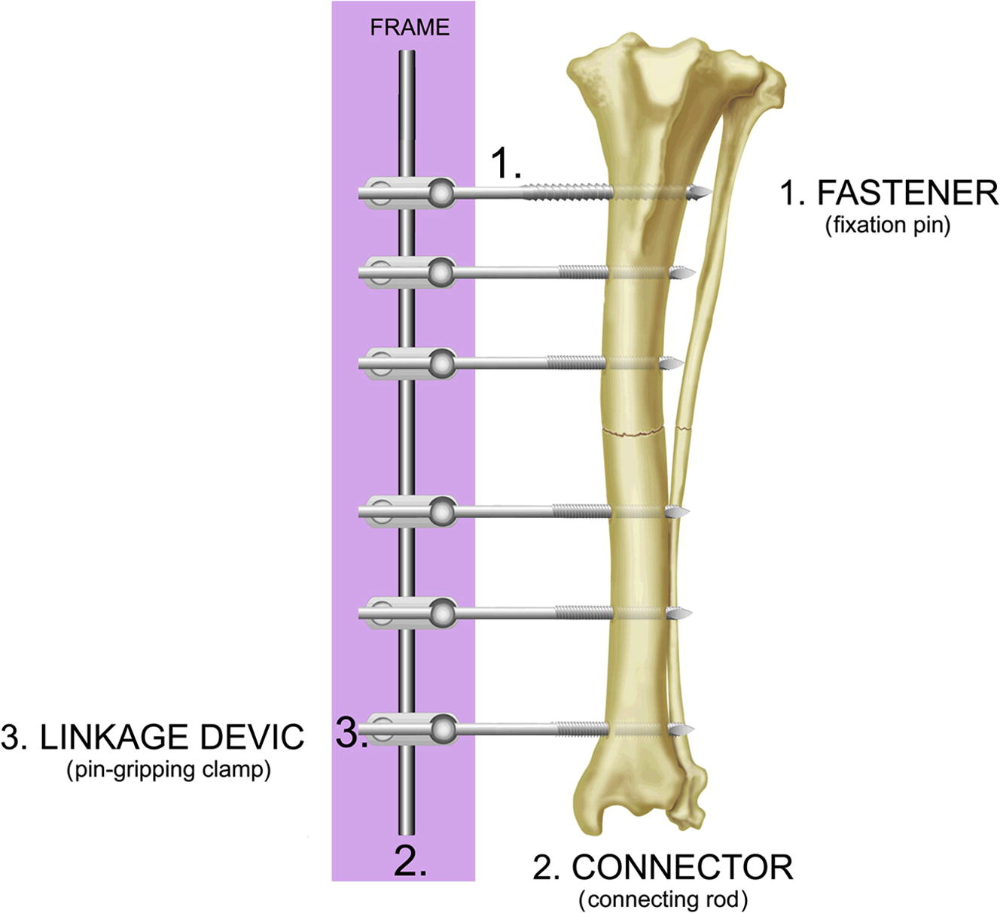 FRAME
1.
1. FASTENER
(fixation pin)
3. LINKAGE DEVIC
(pin-gripping clamp)
3.
2.
2. CONNECTOR
(connecting rod)